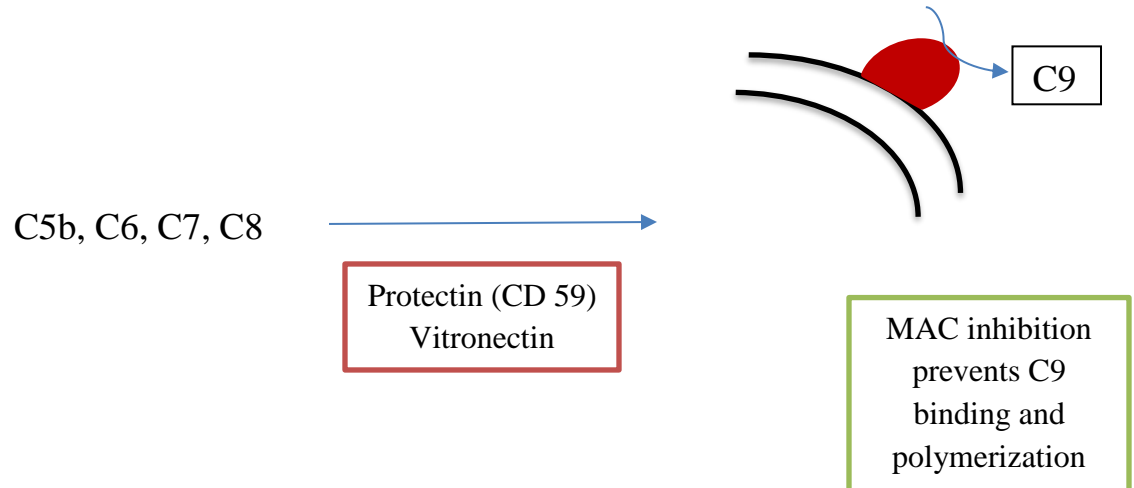 C9
C5b, C6, C7, C8
Protectin (CD 59)
Vitronectin
MAC inhibition
prevents C9
binding and
polymerization